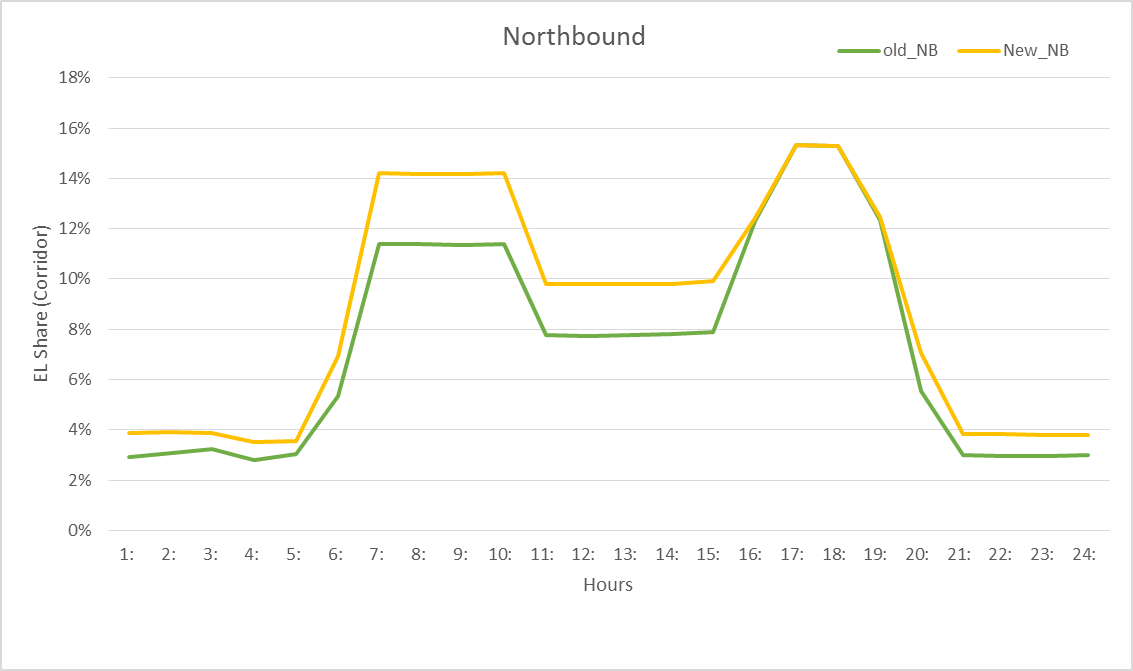 Northbound
old_NB New_NB
18%
16%
14%
12%
10%
8%
6%
4%
2%
0%
EL Share (Corridor)
1: 2: 3: 4: 5: 6: 7: 8: 9: 10: 11: 12: 13: 14: 15: 16: 17: 18: 19: 20: 21: 22: 23: 24:
Hours